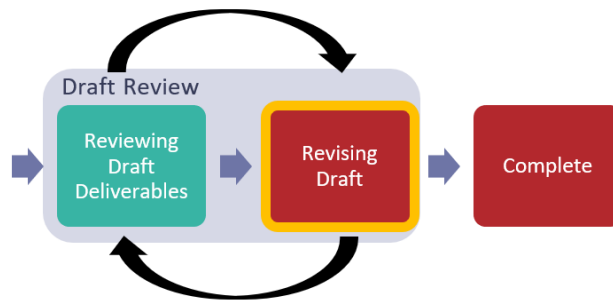 Draft Review
Reviewing
Draft
Deliverables
Revising
Draft
Complete